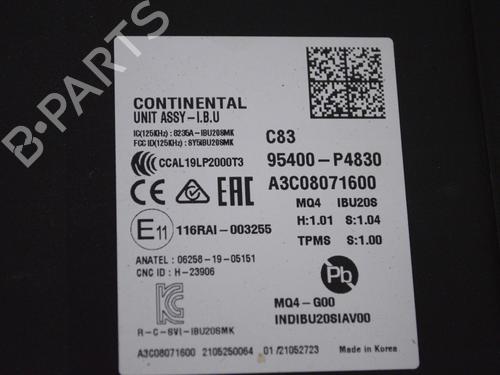 B-PARTS
CONTINENTAL
UNIT ASSY-I.B.U
IC(125KHz) : 8235A-IBU20SMK
FCC ID(125KHz) : SY5IBU20SMK
CCAL19LP2000T3
CE EAC
E11 116RAI-003255
ANATEL : 06258-19-05151
CNC ID : H-23906
R-C-SVI-IBU20SMK
A3C08071600 2105250064 01/21052723 Made in Korea
C83
95400-P4830
A3C08071600
MQ4 IBU20S
H:1.01 S:1.04
TPMS S:1.00
Pb
MQ4-G00
INDIBU20SIAV00